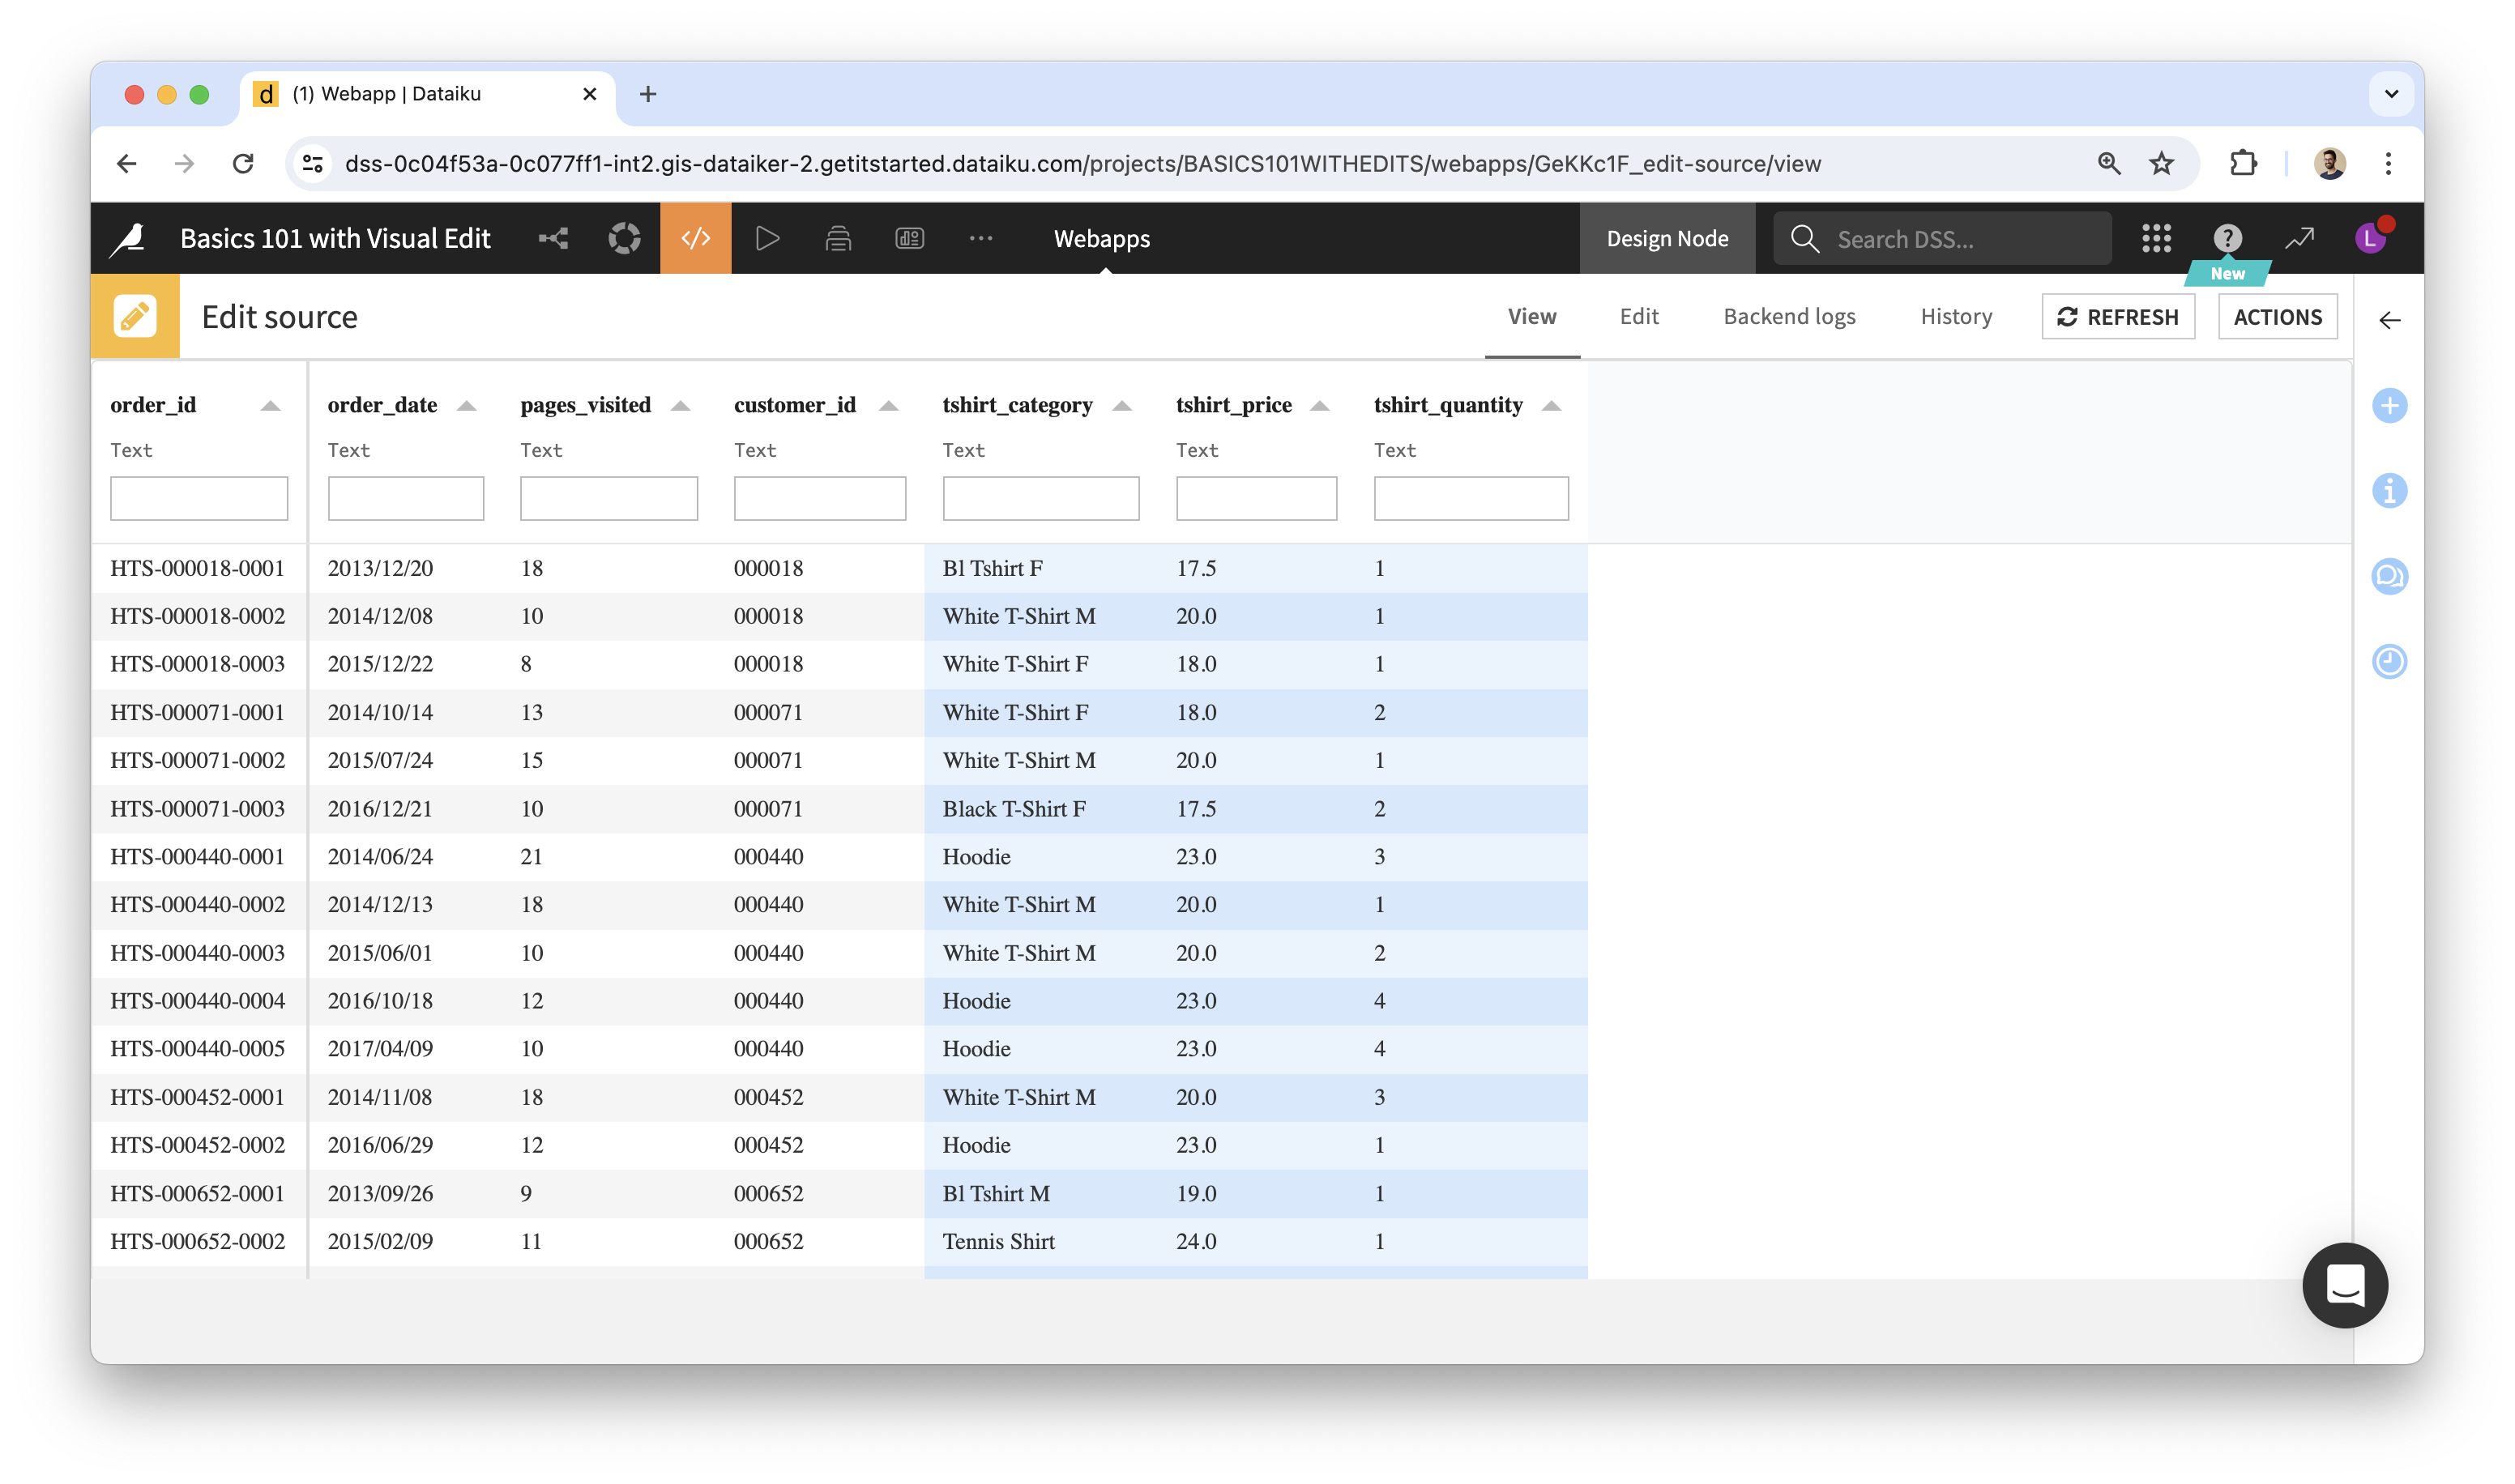 d (1) Webapp | Dataiku
dss-0c04f53a-0c077ff1-int2.gis-dataiker-2.getitstarted.dataiku.com/projects/BASICS101WITHEDITS/webapps/GeKKc1F_edit-source/view
Basics 101 with Visual Edit </> ... Webapps Design Node Search DSS... ? L
New
Edit source View Edit Backend logs History REFRESH ACTIONS
order_id order_date pages_visited customer_id tshirt_category tshirt_price tshirt_quantity
Text Text Text Text Text Text Text
HTS-000018-0001 2013/12/20 18 000018 Bl Tshirt F 17.5 1
HTS-000018-0002 2014/12/08 10 000018 White T-Shirt M 20.0 1
HTS-000018-0003 2015/12/22 8 000018 White T-Shirt F 18.0 1
HTS-000071-0001 2014/10/14 13 000071 White T-Shirt F 18.0 2
HTS-000071-0002 2015/07/24 15 000071 White T-Shirt M 20.0 1
HTS-000071-0003 2016/12/21 10 000071 Black T-Shirt F 17.5 2
HTS-000440-0001 2014/06/24 21 000440 Hoodie 23.0 3
HTS-000440-0002 2014/12/13 18 000440 White T-Shirt M 20.0 1
HTS-000440-0003 2015/06/01 10 000440 White T-Shirt M 20.0 2
HTS-000440-0004 2016/10/18 12 000440 Hoodie 23.0 4
HTS-000440-0005 2017/04/09 10 000440 Hoodie 23.0 4
HTS-000452-0001 2014/11/08 18 000452 White T-Shirt M 20.0 3
HTS-000452-0002 2016/06/29 12 000452 Hoodie 23.0 1
HTS-000652-0001 2013/09/26 9 000652 Bl Tshirt M 19.0 1
HTS-000652-0002 2015/02/09 11 000652 Tennis Shirt 24.0 1